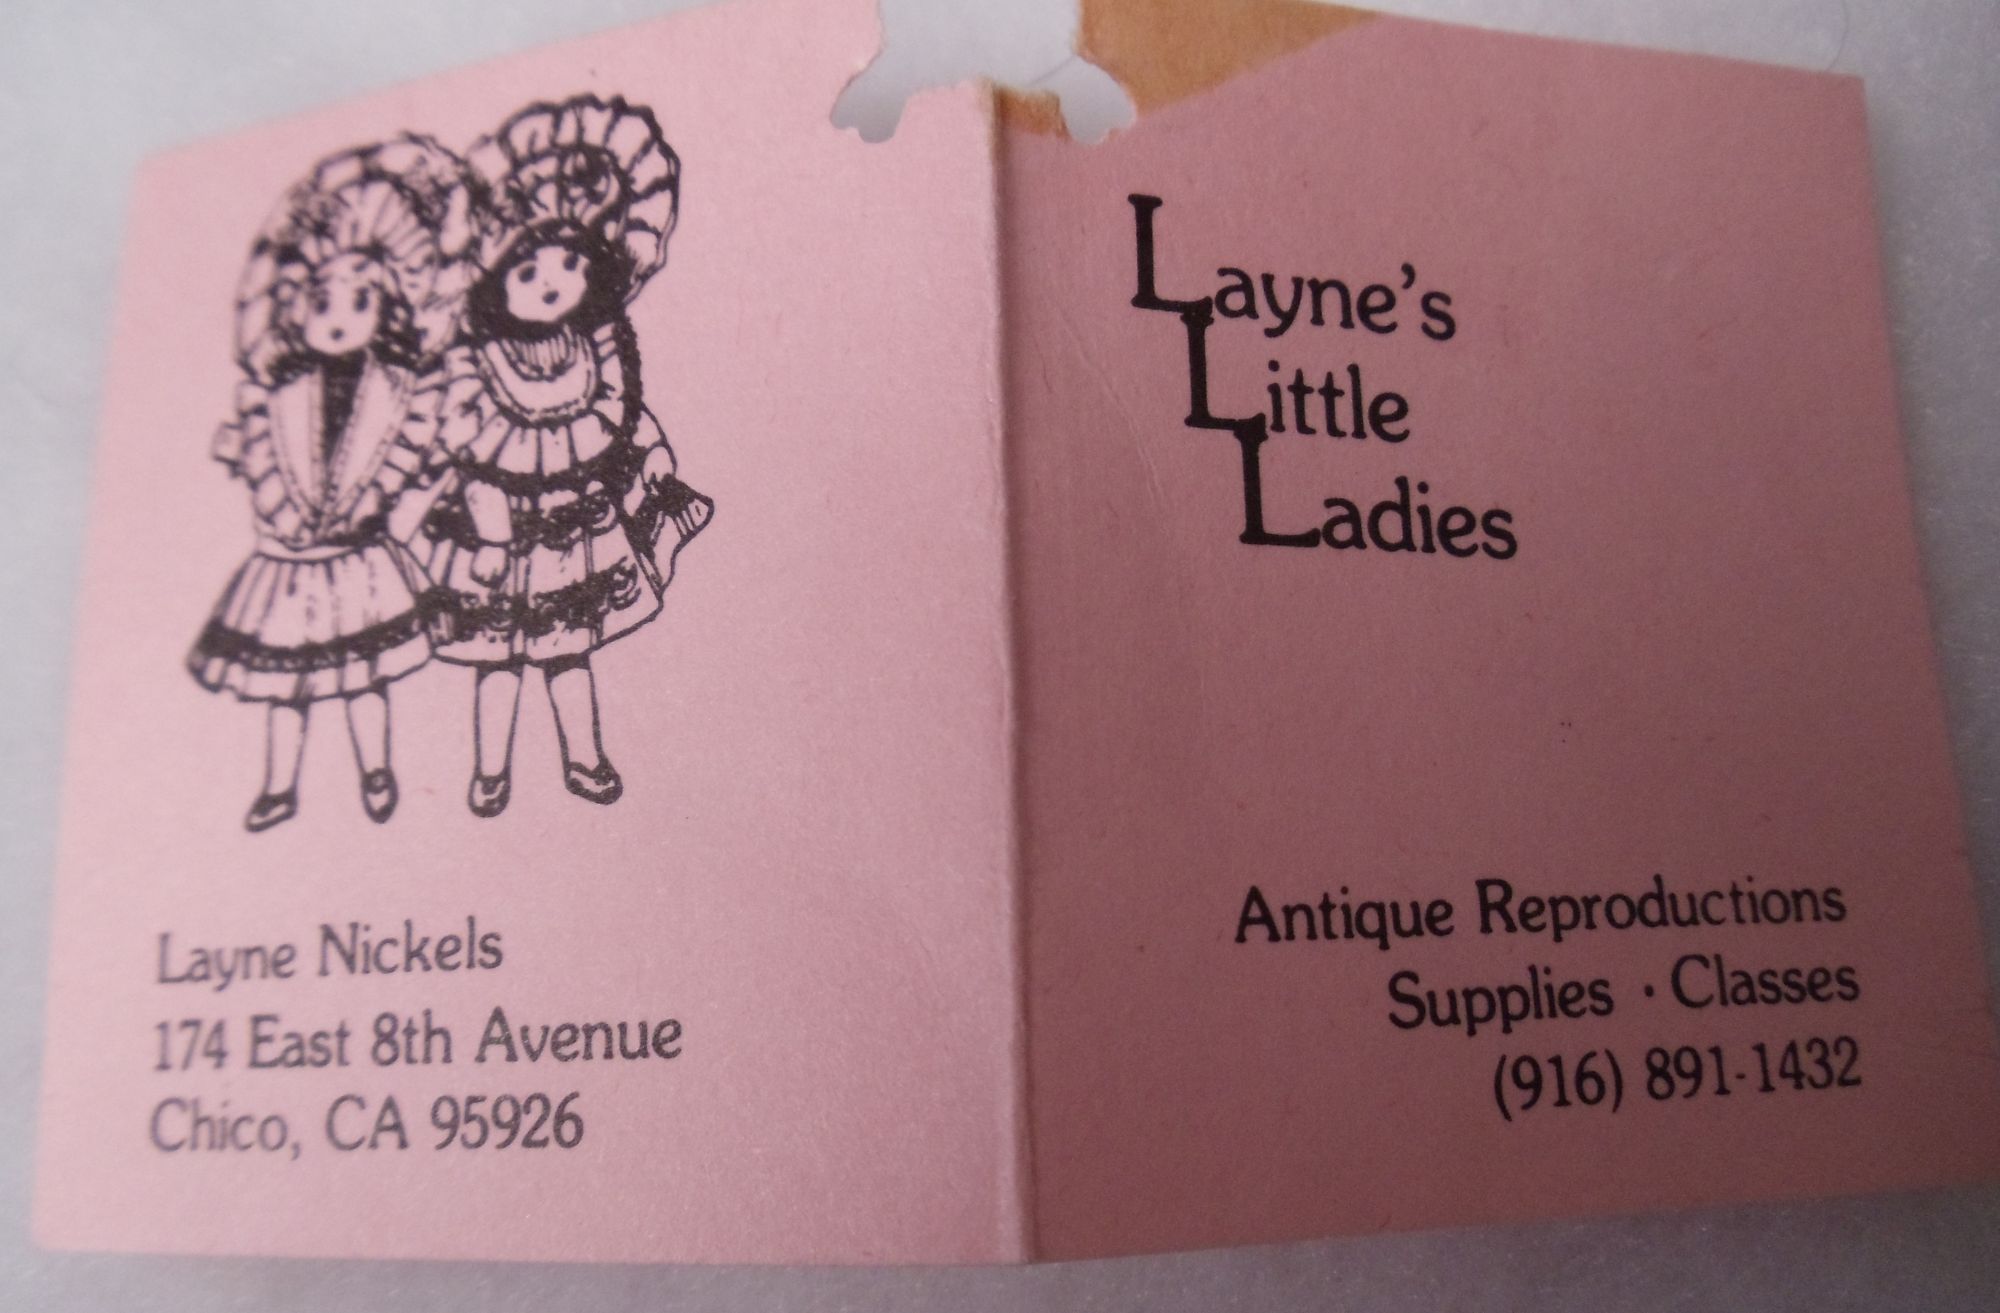 Layne Nickels
174 East 8th Avenue
Chico, CA 95926
Layne's
Little
Ladies
Antique Reproductions
Supplies · Classes
(916) 891-1432